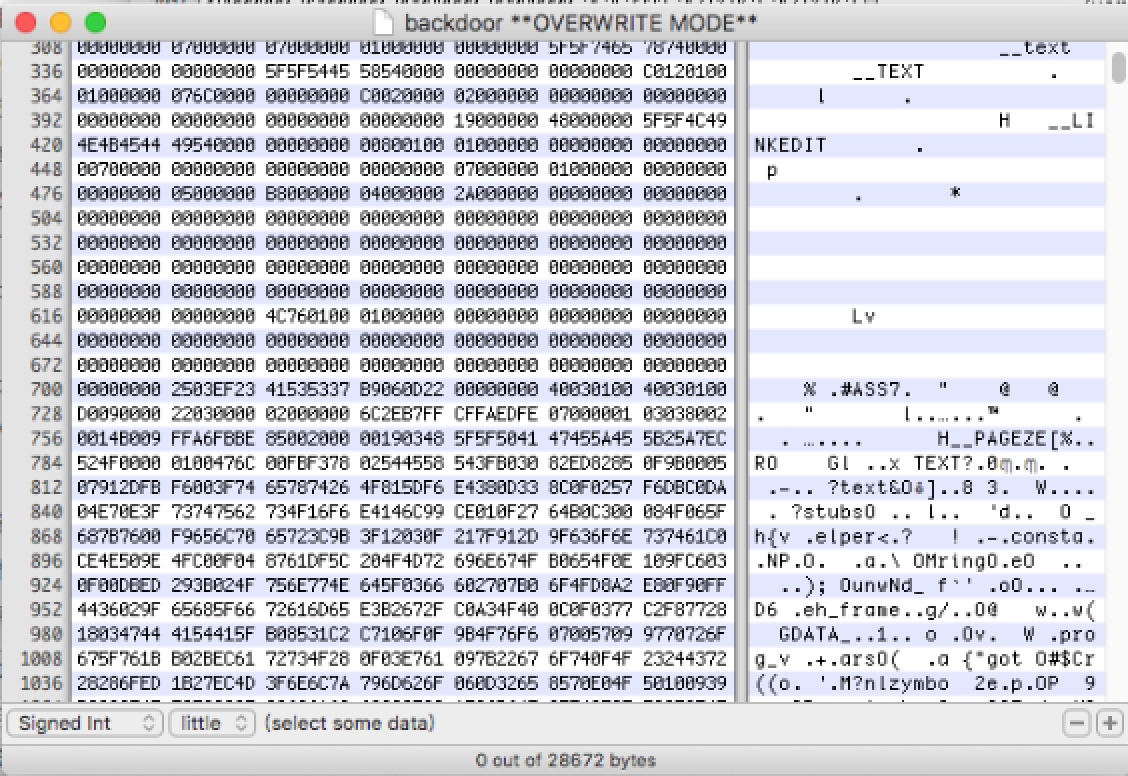 backdoor **OVERWRITE MODE**
308 00000000 07000000 07000000 01000000 00000000 5F5F7465 78740000 __text
336 00000000 00000000 5F5F5445 58540000 00000000 00000000 C0120100 __TEXT .
364 01000000 076C0000 00000000 C0020000 02000000 00000000 00000000 l .
392 00000000 00000000 00000000 00000000 19000000 48000000 5F5F4C49 H __LI
420 4E4B4544 49540000 00000000 00800100 01000000 00000000 00000000 NKEDIT .
448 00700000 00000000 00000000 00000000 07000000 01000000 00000000 p
476 00000000 05000000 B8000000 04000000 2A000000 00000000 00000000 . *
504 00000000 00000000 00000000 00000000 00000000 00000000 00000000
532 00000000 00000000 00000000 00000000 00000000 00000000 00000000
560 00000000 00000000 00000000 00000000 00000000 00000000 00000000
588 00000000 00000000 00000000 00000000 00000000 00000000 00000000
616 00000000 00000000 4C760100 01000000 00000000 00000000 00000000 Lv
644 00000000 00000000 00000000 00000000 00000000 00000000 00000000
672 00000000 00000000 00000000 00000000 00000000 00000000 00000000
700 00000000 2503EF23 41535337 B9060D22 00000000 40030100 40030100 % .#ASS7. " @ @
728 D0090000 22030000 02000000 6C2EB7FF CFFAEDFE 07000001 03038002 . " l......™ .
756 0014B009 FFA6FBBE 85002000 00190348 5F5F5041 47455A45 5B25A7EC . ...... H__PAGEZE[%..
784 524F0000 0100476C 00FBF378 02544558 543FB030 82ED8285 0F9B0005 RO Gl ..x TEXT?.0
812 07912DFB F6003F74 65787426 4F815DF6 E4380D33 8C0F0257 F6DBC0DA .-.. ?text&O ]..8 3. W....
840 04E70E3F 73747562 734F16F6 E4146C99 CE010F27 64B0C300 084F065F . ?stubsO .. l.. 'd.. O _
868 687B7600 F9656C70 65723C9B 3F12030F 217F912D 9F636F6E 737461C0 h{v .elper<.? ! .-.consta.
896 CE4E509E 4FC00F04 8761DF5C 204F4D72 696E674F B0654F0E 109FC603 .NP.O. .a.\ OMringO.eO ..
924 0F00DBED 293B024F 756E774E 645F0366 602707B0 6F4FD8A2 E80F90FF ..); OunwNd_ f`' .oO... ..
952 4436029F 65685F66 72616D65 E3B2672F C0A34F40 0C0F0377 C2F87728 D6 .eh_frame..g/..O@ w..w(
980 18034744 4154415F B08531C2 C7106F0F 9B4F76F6 07005709 9770726F GDATA_..1.. o .Ov. W .pro
1008 675F761B B02BEC61 72734F28 0F03E761 097B2267 6F740F4F 23244372 g_v .+.arsO( .a {"got O#$Cr
1036 28286FED 1B27EC4D 3F6E6C7A 796D626F 060D3265 8570E04F 50100939 ((o. '.M?nlzymbo 2e.p.OP 9
Signed Int little (select some data)
0 out of 28672 bytes